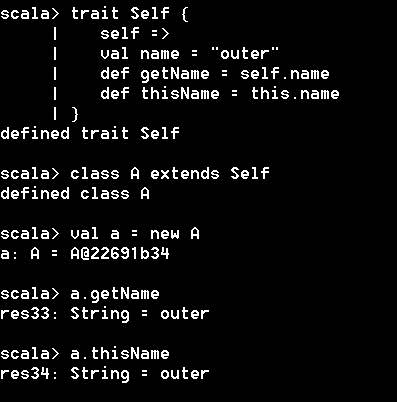 scala> trait Self {
     |    self =>
     |    val name = "outer"
     |    def getName = self.name
     |    def thisName = this.name
     | }
defined trait Self
scala> class A extends Self
defined class A
scala> val a = new A
a: A = A@22691b34
scala> a.getName
res33: String = outer
scala> a.thisName
res34: String = outer